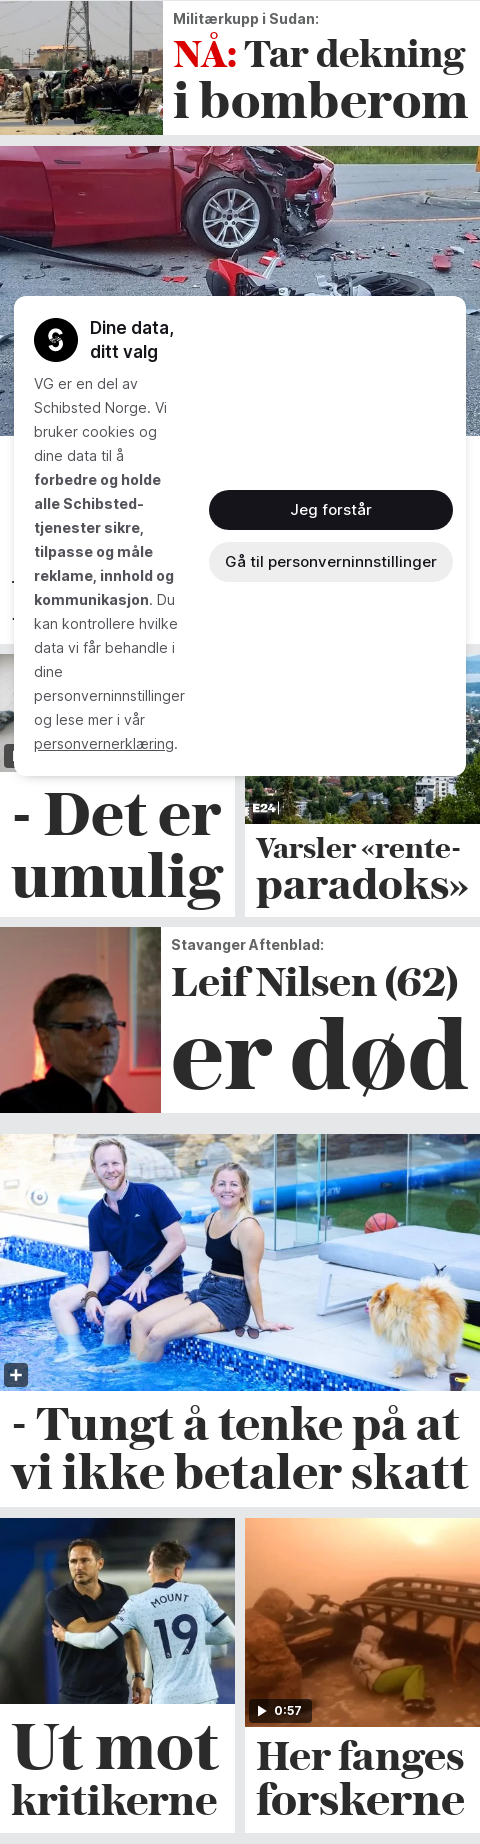 Militærkupp i Sudan:
NÅ: Tar dekning
i bomberom
Dine data,
ditt valg
VG er en del av
Schibsted Norge. Vi
bruker cookies og
dine data til å
forbedre og holde
alle Schibsted-
tjenester sikre,
tilpasse og måle
reklame, innhold og
kommunikasjon. Du
kan kontrollere hvilke
data vi får behandle i
dine
personverninnstillinger
og lese mer i vår
personvernerklæring.
Jeg forstår
Gå til personverninnstillinger
- Det er
umulig
E24
Varsler «rente-
paradoks»
Stavanger Aftenblad:
Leif Nilsen (62)
er død
- Tungt å tenke på at
vi ikke betaler skatt
MOUNT
19
Ut mot
kritikerne
0:57
Her fanges
forskerne